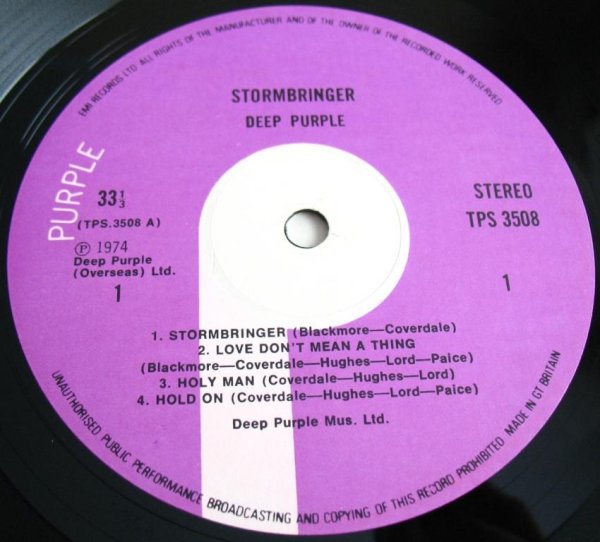 EMI RECORDS LTD ALL RIGHTS OF THE MANUFACTURER AND OF THE OWNER OF THE RECORDED WORK RESERVED
STORMBRINGER
DEEP PURPLE
PURPLE
33⅓
(TPS.3508 A)
STEREO
TPS 3508
Ⓟ 1974
Deep Purple
(Overseas) Ltd.
1
1
1. STORMBRINGER (Blackmore—Coverdale)
2. LOVE DON'T MEAN A THING
(Blackmore—Coverdale—Hughes—Lord—Paice)
3. HOLY MAN (Coverdale—Hughes—Lord)
4. HOLD ON (Coverdale—Hughes—Lord—Paice)
Deep Purple Mus. Ltd.
UNAUTHORISED PUBLIC PERFORMANCE BROADCASTING AND COPYING OF THIS RECORD PROHIBITED MADE IN GT BRITAIN